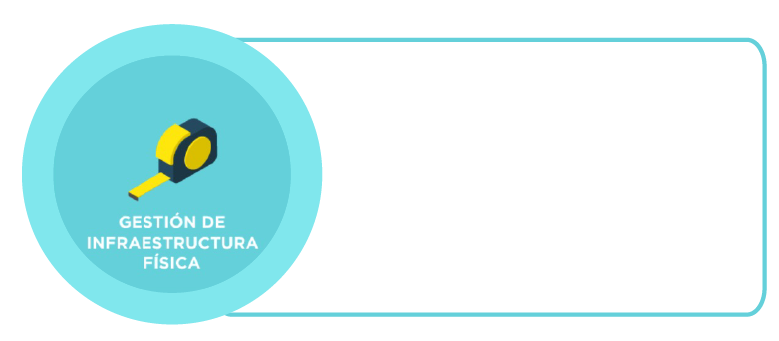 GESTIÓN DE
INFRAESTRUCTURA
FÍSICA